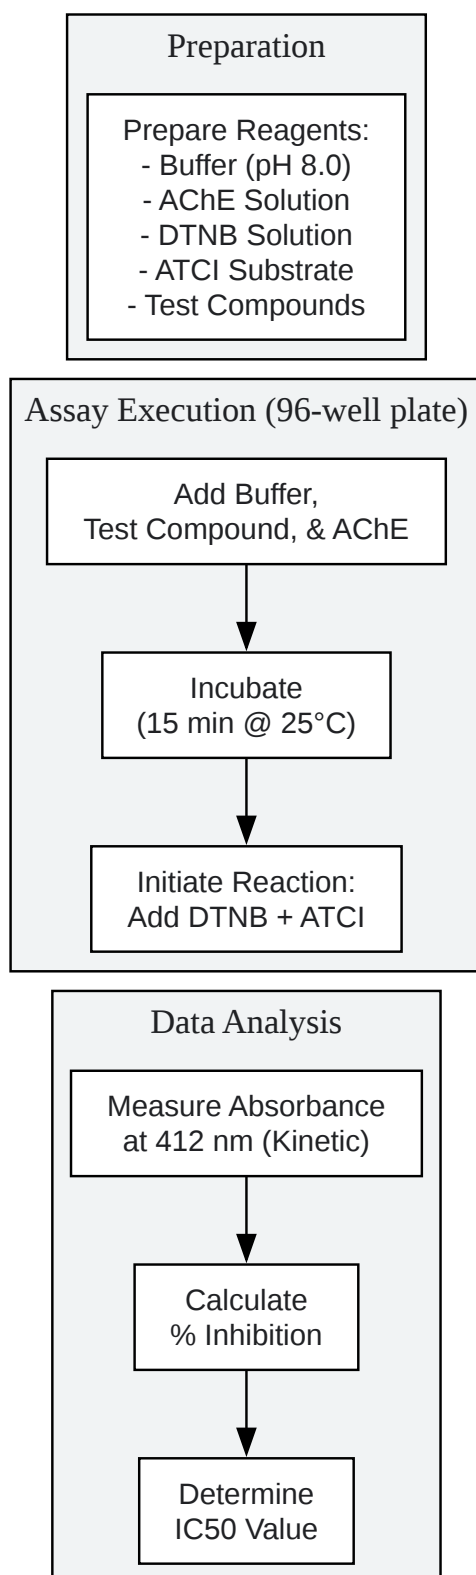 Preparation
Prepare Reagents:
- Buffer (pH 8.0)
- AChE Solution
- DTNB Solution
- ATCI Substrate
- Test Compounds
Assay Execution (96-well plate)
Add Buffer,
Test Compound, & AChE
Incubate
(15 min @ 25°C)
Initiate Reaction:
Add DTNB + ATCI
Data Analysis
Measure Absorbance
at 412 nm (Kinetic)
Calculate
% Inhibition
Determine
IC50 Value